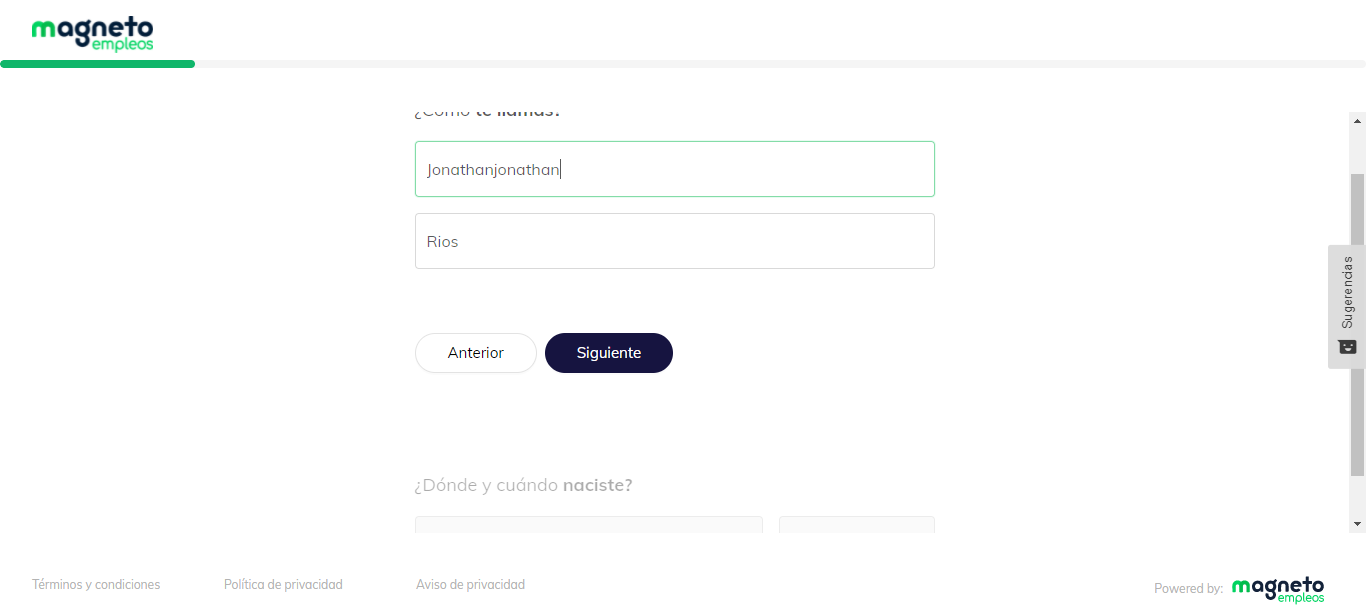 magneto
empleos
¿Cómo te llamas?
Jonathanjonathan
Rios
Sugerencias
Anterior
Siguiente
¿Dónde y cuándo naciste?
Términos y condiciones
Política de privacidad
Aviso de privacidad
Powered by:
magneto
empleos